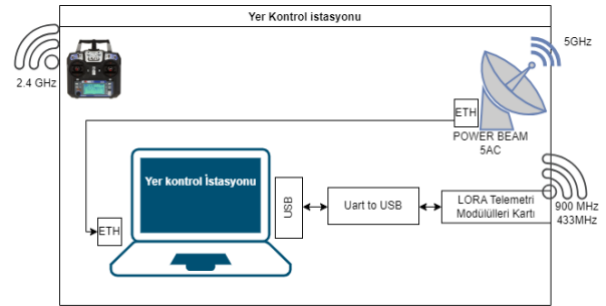 Yer Kontrol istasyonu
2.4 GHz
5GHz
ETH
POWER BEAM
5AC
Yer kontrol İstasyonu
USB
Uart to USB
LORA Telemetri
Modülülleri Kartı
900 MHz
433MHz
ETH